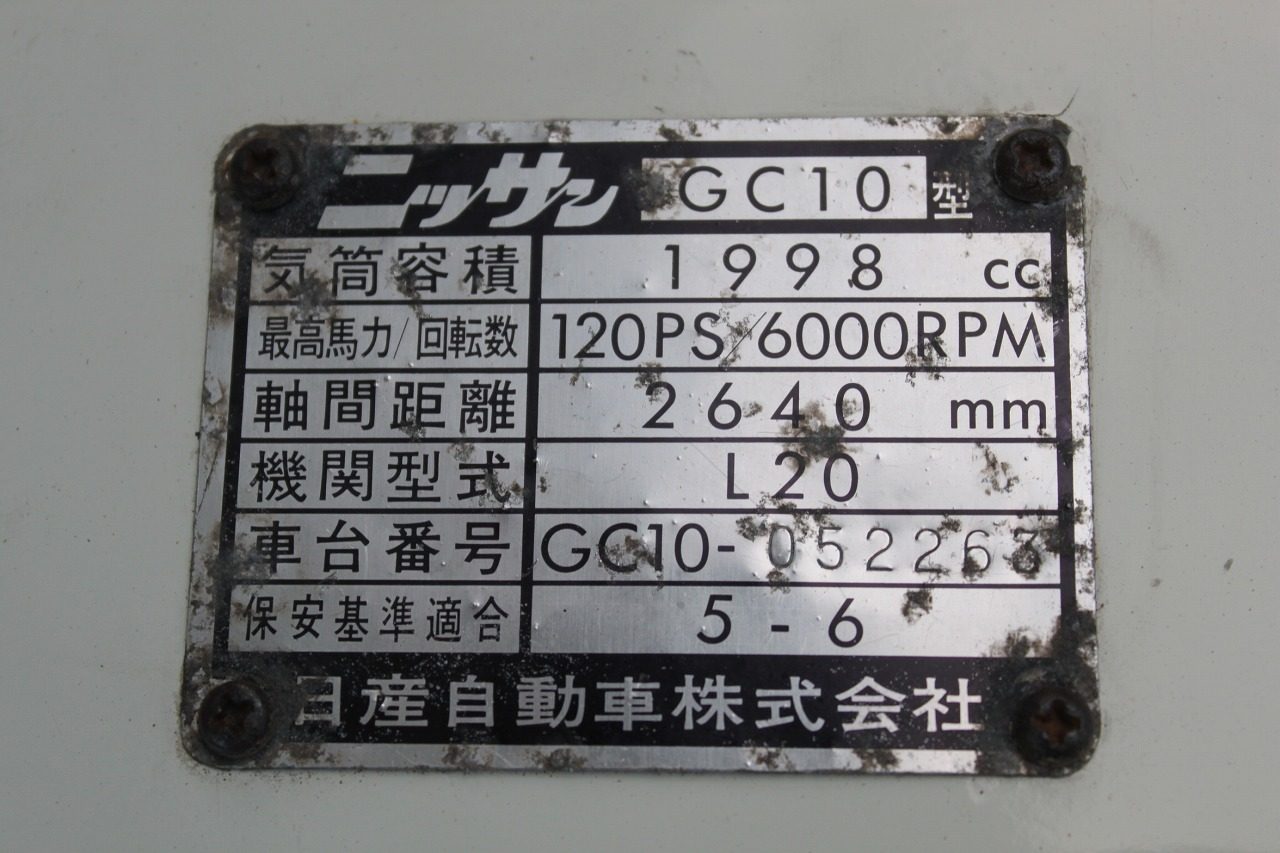 ニッサン GC10 型
気筒容積 1998 cc
最高馬力/回転数 120PS/6000RPM
軸間距離 2640 mm
機関型式 L20
車台番号 GC10-052263
保安基準適合 5-6
日産自動車株式会社